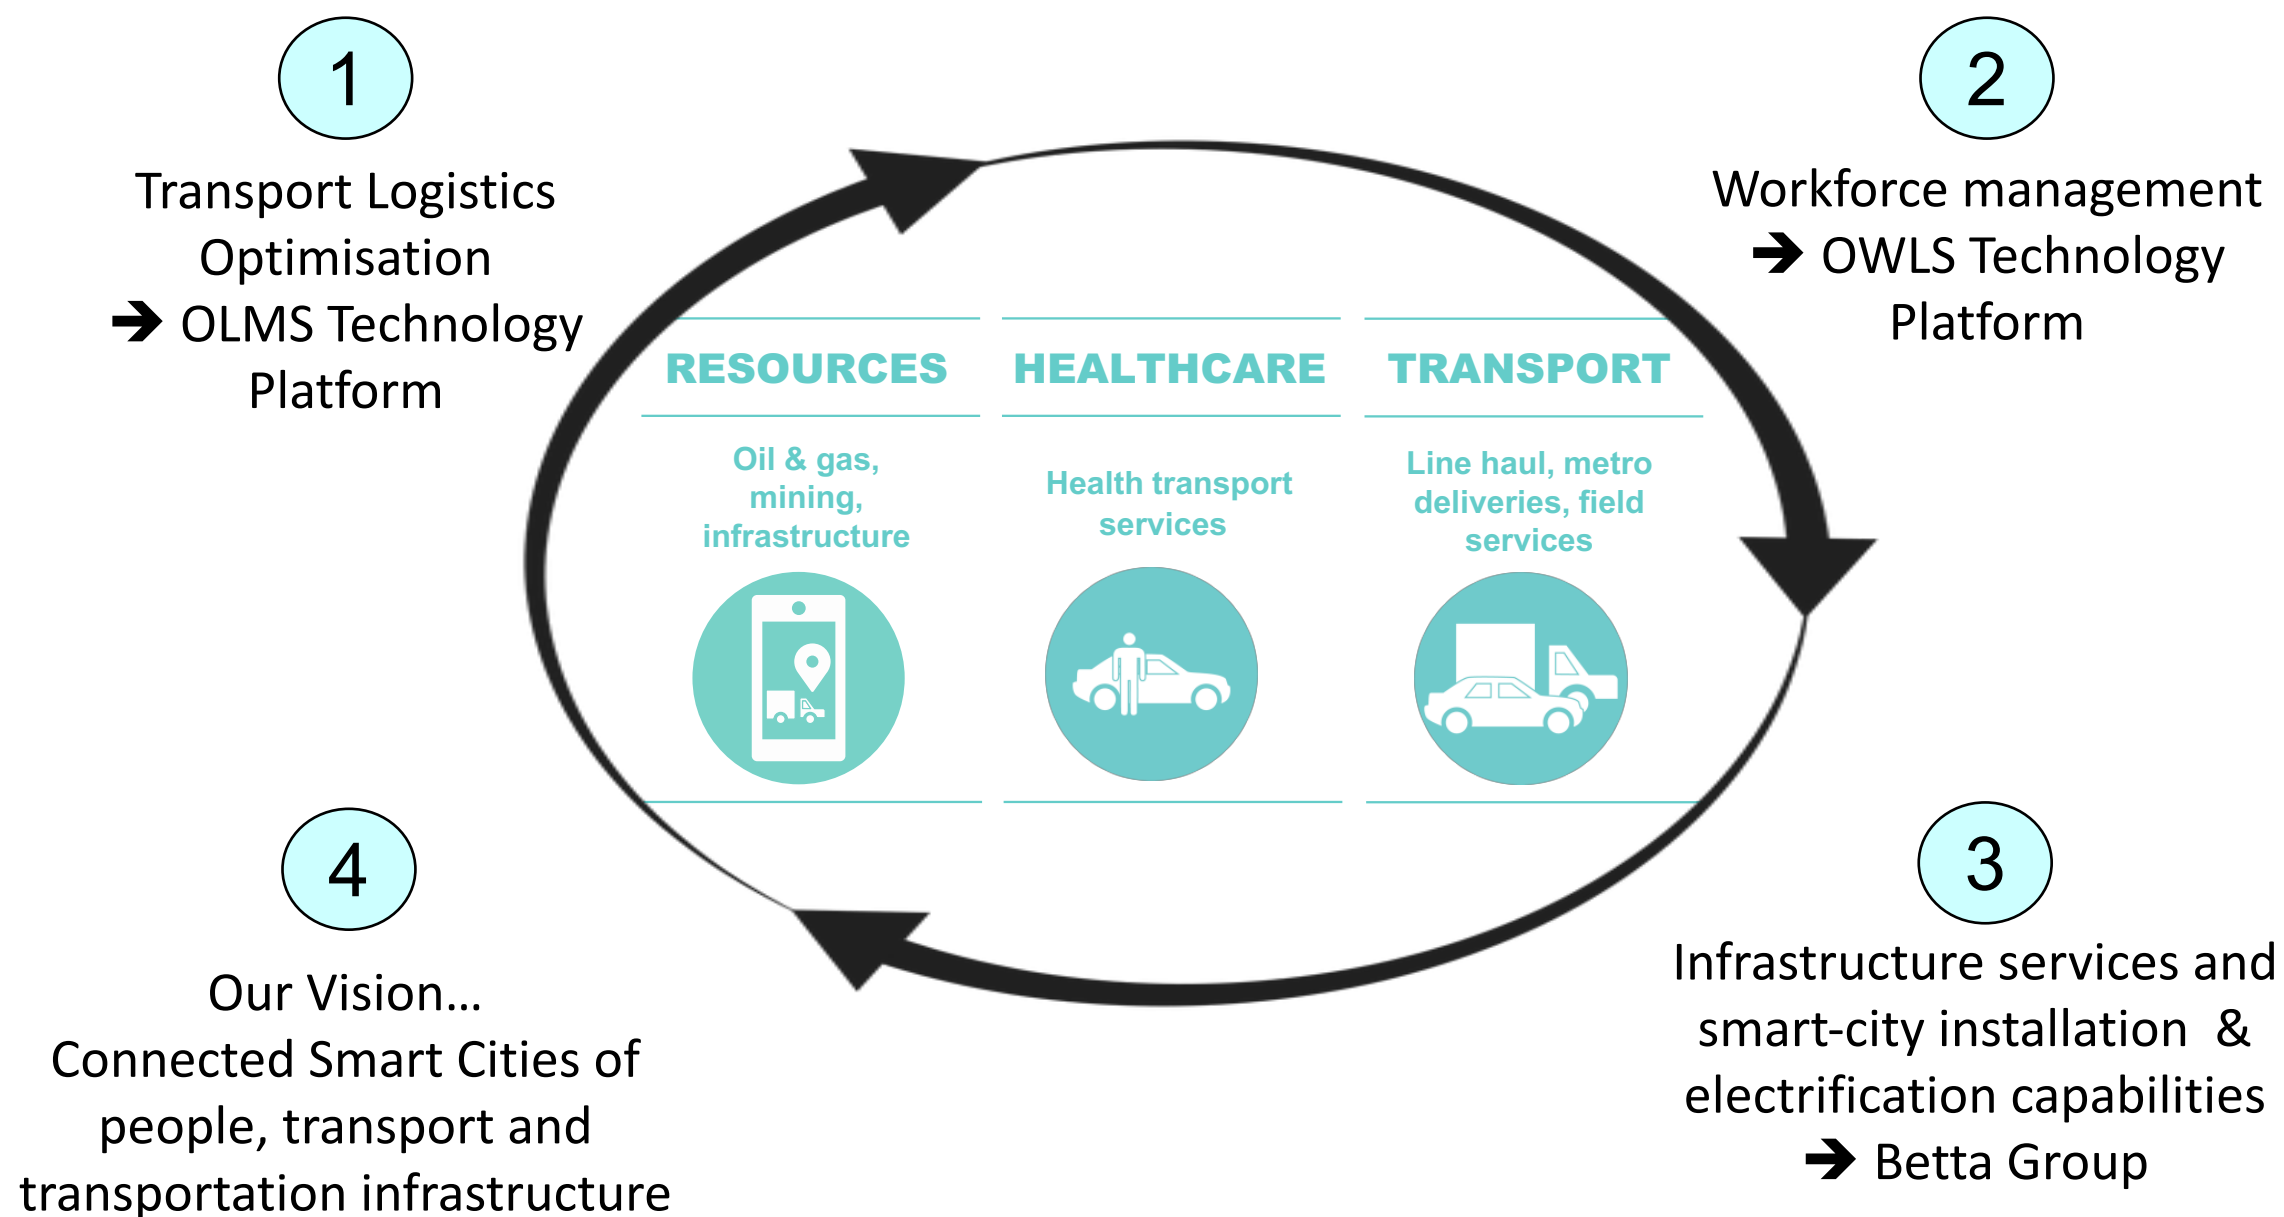 1
Transport Logistics
Optimisation
➔ OLMS Technology
Platform
2
Workforce management
➔ OWLS Technology
Platform
RESOURCES
Oil & gas,
mining,
infrastructure
HEALTHCARE
Health transport
services
TRANSPORT
Line haul, metro
deliveries, field
services
3
Infrastructure services and
smart-city installation  &
electrification capabilities
➔ Betta Group
4
Our Vision...
Connected Smart Cities of
people, transport and
transportation infrastructure